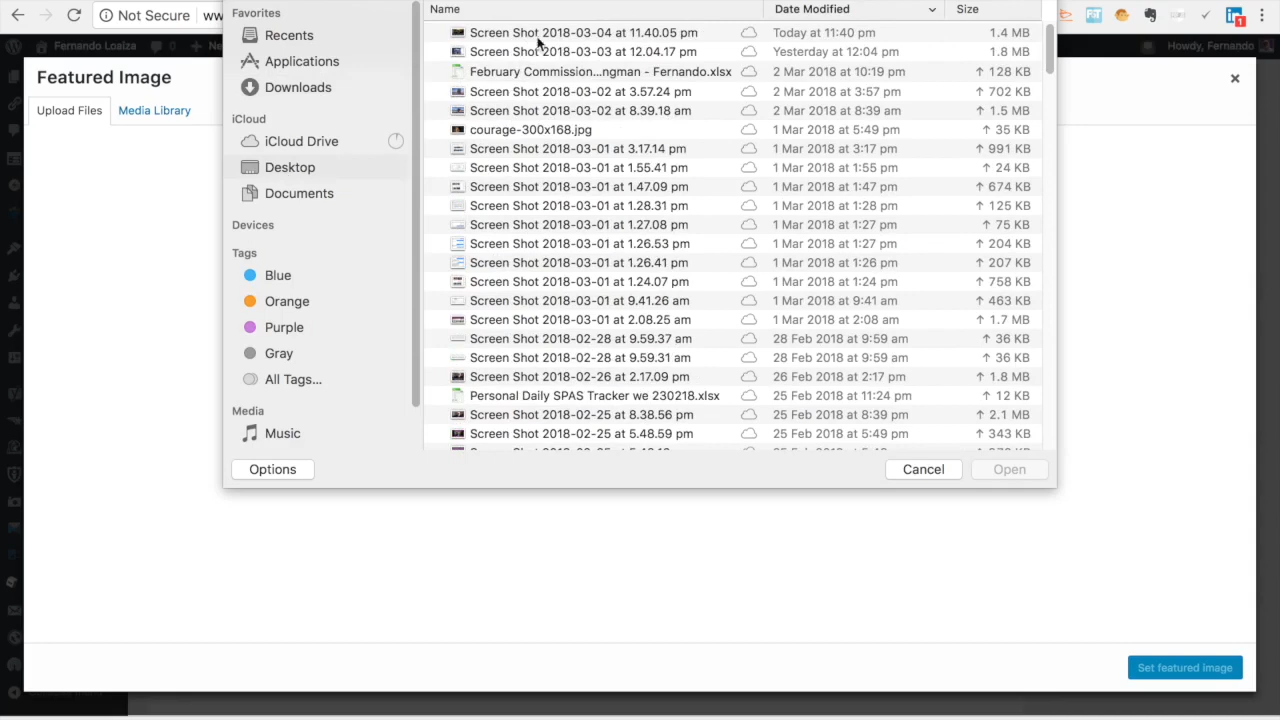 Not Secure ww
Fernando Loaiza 0 Ne
Howdy, Fernando
1
Featured Image
Upload Files Media Library
Favorites
Recents
Applications
Downloads
iCloud
iCloud Drive
Desktop
Documents
Devices
Tags
Blue
Orange
Purple
Gray
All Tags...
Media
Music
Name Date Modified Size
Screen Shot 2018-03-04 at 11.40.05 pm Today at 11:40 pm 1.4 MB
Screen Shot 2018-03-03 at 12.04.17 pm Yesterday at 12:04 pm 1.8 MB
February Commission...ngman - Fernando.xlsx 2 Mar 2018 at 10:19 pm ↑ 128 KB
Screen Shot 2018-03-02 at 3.57.24 pm 2 Mar 2018 at 3:57 pm ↑ 702 KB
Screen Shot 2018-03-02 at 8.39.18 am 2 Mar 2018 at 8:39 am ↑ 1.5 MB
courage-300x168.jpg 1 Mar 2018 at 5:49 pm ↑ 35 KB
Screen Shot 2018-03-01 at 3.17.14 pm 1 Mar 2018 at 3:17 pm ↑ 991 KB
Screen Shot 2018-03-01 at 1.55.41 pm 1 Mar 2018 at 1:55 pm ↑ 24 KB
Screen Shot 2018-03-01 at 1.47.09 pm 1 Mar 2018 at 1:47 pm ↑ 674 KB
Screen Shot 2018-03-01 at 1.28.31 pm 1 Mar 2018 at 1:28 pm ↑ 125 KB
Screen Shot 2018-03-01 at 1.27.08 pm 1 Mar 2018 at 1:27 pm ↑ 75 KB
Screen Shot 2018-03-01 at 1.26.53 pm 1 Mar 2018 at 1:27 pm ↑ 204 KB
Screen Shot 2018-03-01 at 1.26.41 pm 1 Mar 2018 at 1:26 pm ↑ 207 KB
Screen Shot 2018-03-01 at 1.24.07 pm 1 Mar 2018 at 1:24 pm ↑ 758 KB
Screen Shot 2018-03-01 at 9.41.26 am 1 Mar 2018 at 9:41 am ↑ 463 KB
Screen Shot 2018-03-01 at 2.08.25 am 1 Mar 2018 at 2:08 am ↑ 1.7 MB
Screen Shot 2018-02-28 at 9.59.37 am 28 Feb 2018 at 9:59 am ↑ 36 KB
Screen Shot 2018-02-28 at 9.59.31 am 28 Feb 2018 at 9:59 am ↑ 36 KB
Screen Shot 2018-02-26 at 2.17.09 pm 26 Feb 2018 at 2:17 pm ↑ 1.8 MB
Personal Daily SPAS Tracker we 230218.xlsx 25 Feb 2018 at 11:24 pm ↑ 12 KB
Screen Shot 2018-02-25 at 8.38.56 pm 25 Feb 2018 at 8:39 pm ↑ 2.1 MB
Screen Shot 2018-02-25 at 5.48.59 pm 25 Feb 2018 at 5:49 pm ↑ 343 KB
Options Cancel Open
Set featured image